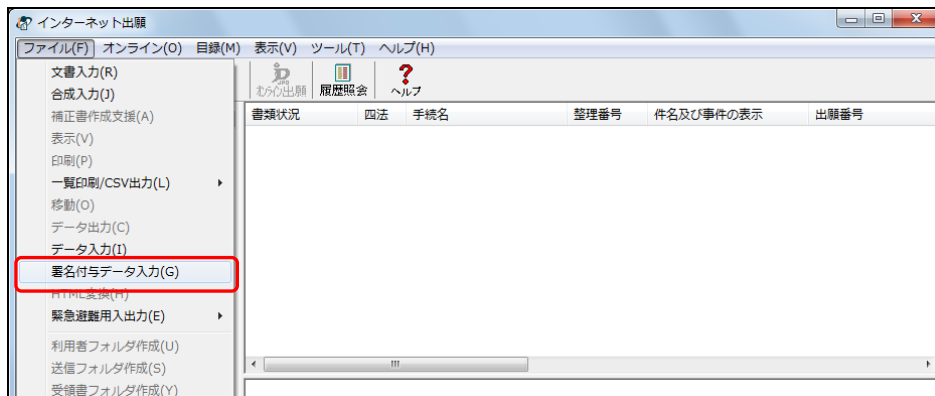 インターネット出願
ファイル(F) オンライン(O) 目録(M) 表示(V) ツール(T) ヘルプ(H)
文書入力(R)
合成入力(J)
補正書作成支援(A)
表示(V)
印刷(P)
一覧印刷/CSV出力(L)
移動(O)
データ出力(C)
データ入力(I)
署名付与データ入力(G)
HTML変換(H)
緊急避難用入出力(E)
利用者フォルダ作成(U)
送信フォルダ作成(S)
受領書フォルダ作成(Y)
オンライン出願 履歴照会 ヘルプ
書類状況 四法 手続名 整理番号 件名及び事件の表示 出願番号